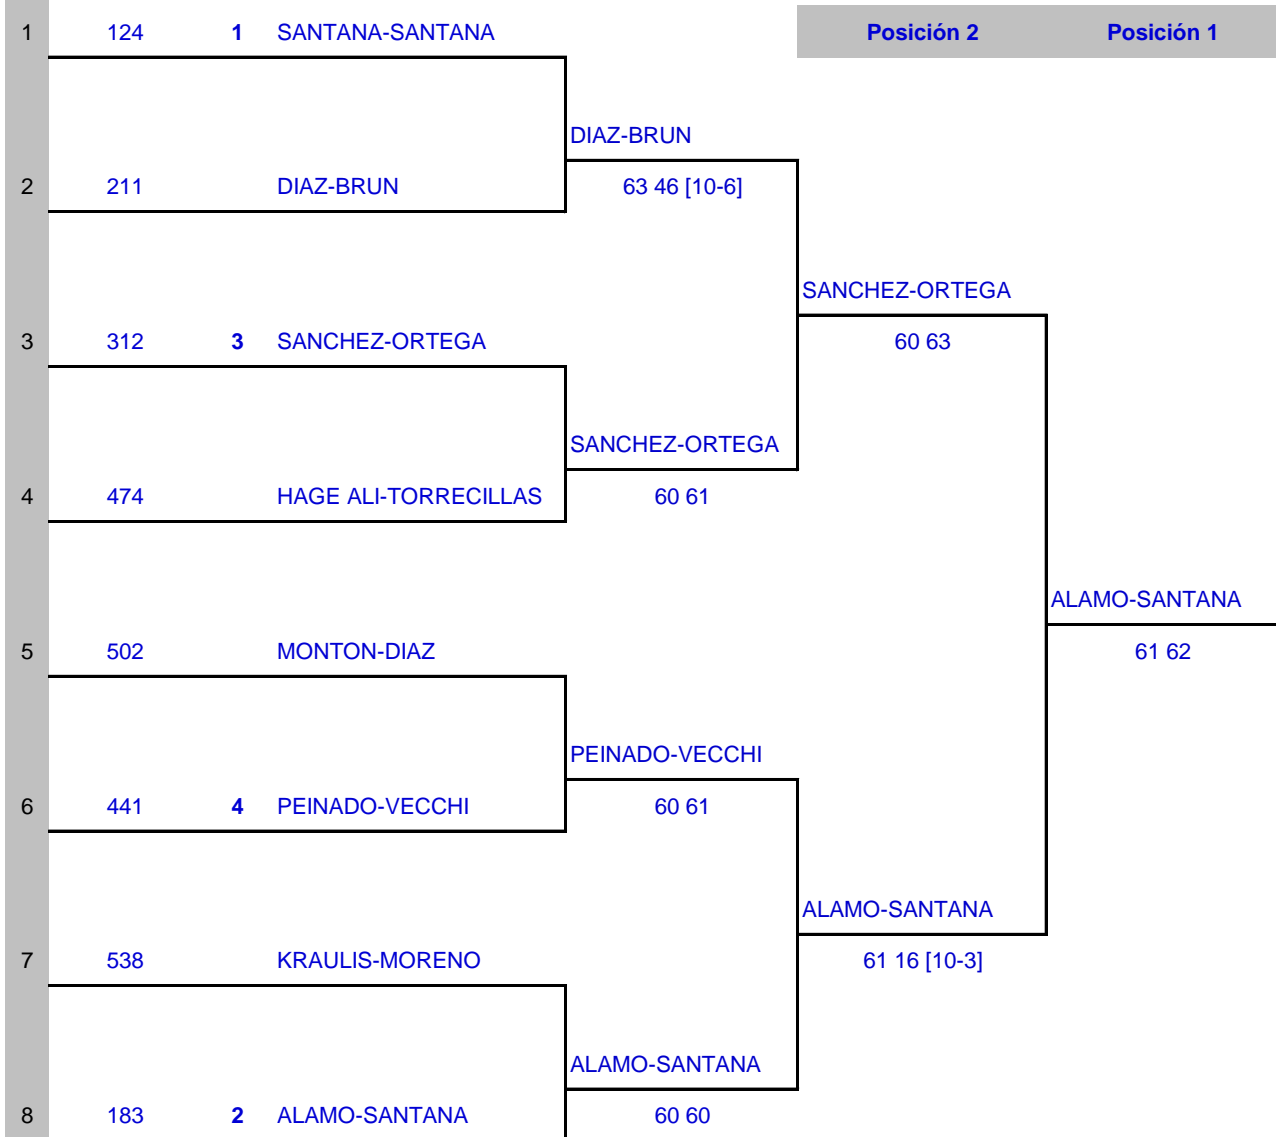 1 124 1 SANTANA-SANTANA Posición 2 Posición 1
DIAZ-BRUN
2 211 DIAZ-BRUN 63 46 [10-6]
SANCHEZ-ORTEGA
3 312 3 SANCHEZ-ORTEGA 60 63
SANCHEZ-ORTEGA
4 474 HAGE ALI-TORRECILLAS 60 61
ALAMO-SANTANA
5 502 MONTON-DIAZ 61 62
PEINADO-VECCHI
6 441 4 PEINADO-VECCHI 60 61
ALAMO-SANTANA
7 538 KRAULIS-MORENO 61 16 [10-3]
ALAMO-SANTANA
8 183 2 ALAMO-SANTANA 60 60